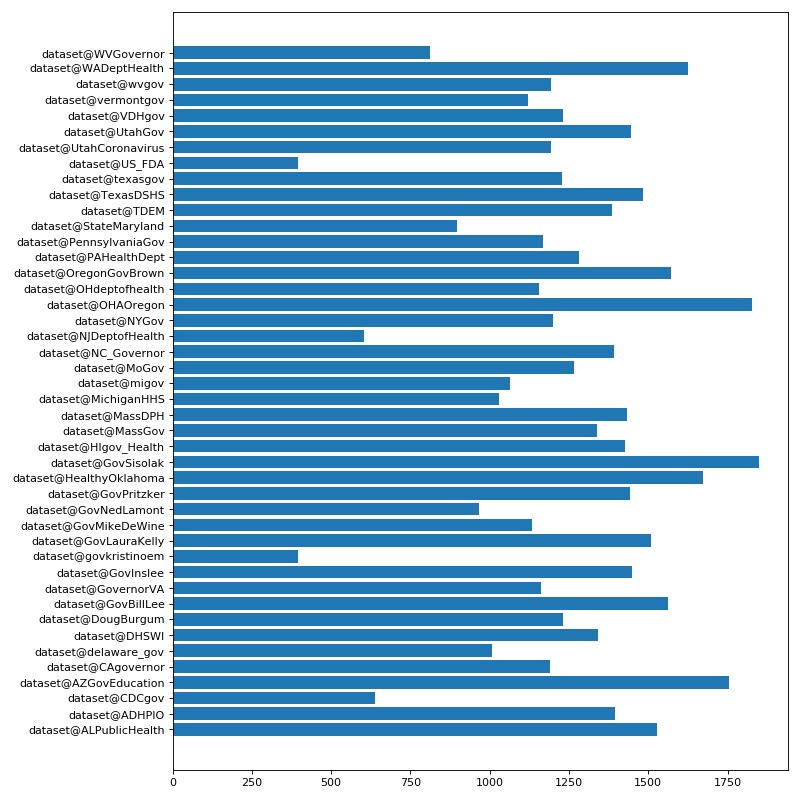 dataset@WVGovernor
dataset@WADeptHealth
dataset@wvgov
dataset@vermontgov
dataset@VDHgov
dataset@UtahGov
dataset@UtahCoronavirus
dataset@US_FDA
dataset@texasgov
dataset@TexasDSHS
dataset@TDEM
dataset@StateMaryland
dataset@PennsylvaniaGov
dataset@PAHealthDept
dataset@OregonGovBrown
dataset@OHdeptofhealth
dataset@OHAOregon
dataset@NYGov
dataset@NJDeptofHealth
dataset@NC_Governor
dataset@MoGov
dataset@migov
dataset@MichiganHHS
dataset@MassDPH
dataset@MassGov
dataset@HIgov_Health
dataset@GovSisolak
dataset@HealthyOklahoma
dataset@GovPritzker
dataset@GovNedLamont
dataset@GovMikeDeWine
dataset@GovLauraKelly
dataset@govkristinoem
dataset@GovInslee
dataset@GovernorVA
dataset@GovBillLee
dataset@DougBurgum
dataset@DHSWI
dataset@delaware_gov
dataset@CAgovernor
dataset@AZGovEducation
dataset@CDCgov
dataset@ADHPIO
dataset@ALPublicHealth
0 250 500 750 1000 1250 1500 1750